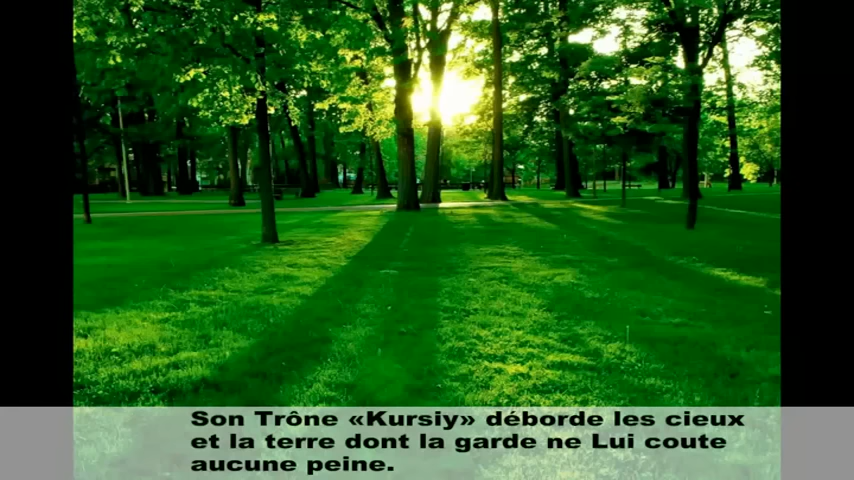 Son Trône «Kursiy» déborde les cieux
et la terre dont la garde ne Lui coute
aucune peine.